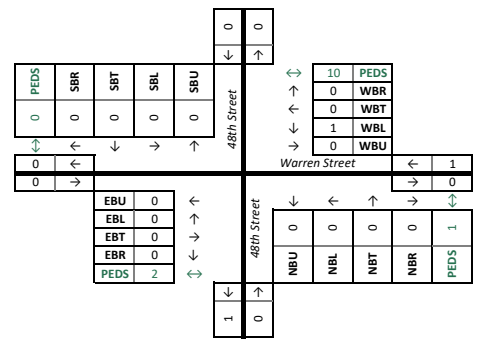 0 0
↓ ↑
PEDS SBR SBT SBL SBU
0 0 0 0 0
↕ ← ↓ → ↑
48th Street
↔ 10 PEDS
↑ 0 WBR
← 0 WBT
↓ 1 WBL
→ 0 WBU
Warren Street
0 ←
0 →
← 1
→ 0
EBU 0 ←
EBL 0 ↑
EBT 0 →
EBR 0 ↓
PEDS 2 ↔
48th Street
↓ ← ↑ → ↕
0 0 0 0 1
NBU NBL NBT NBR PEDS
↓ ↑
1 0